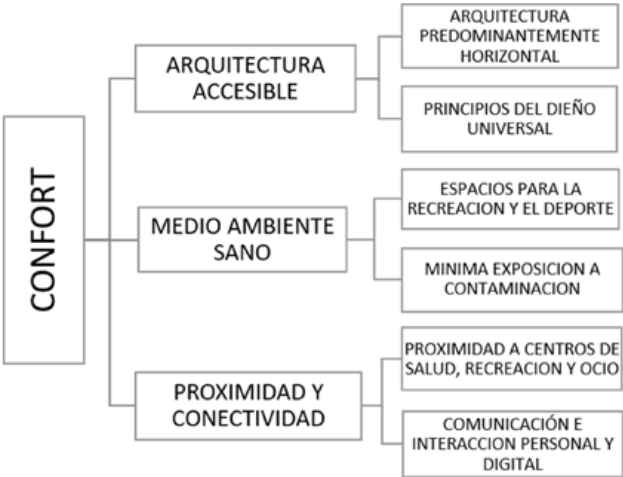 CONFORT
ARQUITECTURA
ACCESIBLE
ARQUITECTURA
PREDOMINANTEMENTE
HORIZONTAL
PRINCIPIOS DEL DIEÑO
UNIVERSAL
MEDIO AMBIENTE
SANO
ESPACIOS PARA LA
RECREACION Y EL DEPORTE
MINIMA EXPOSICION A
CONTAMINACION
PROXIMIDAD Y
CONECTIVIDAD
PROXIMIDAD A CENTROS DE
SALUD, RECREACION Y OCIO
COMUNICACIÓN E
INTERACCION PERSONAL Y
DIGITAL